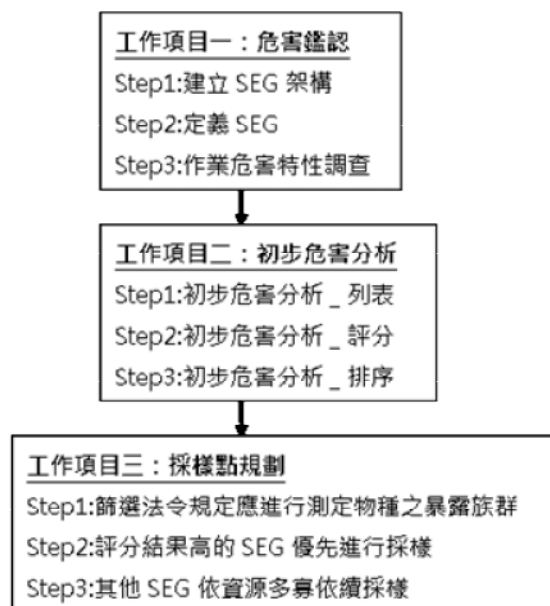 工作項目一：危害鑑認
Step1:建立 SEG 架構
Step2:定義 SEG
Step3:作業危害特性調查
工作項目二：初步危害分析
Step1:初步危害分析 _ 列表
Step2:初步危害分析 _ 評分
Step3:初步危害分析 _ 排序
工作項目三：採樣點規劃
Step1:篩選法令規定應進行測定物種之暴露族群
Step2:評分結果高的 SEG 優先進行採樣
Step3:其他 SEG 依資源多寡依續採樣